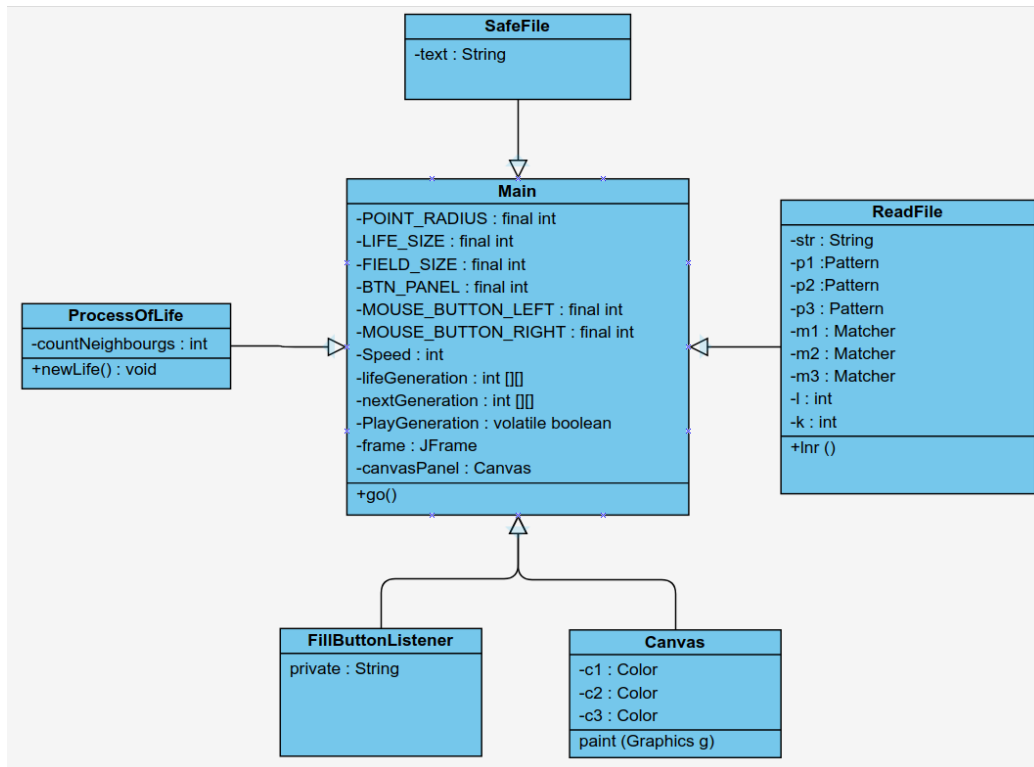 SafeFile
-text : String
Main
-POINT_RADIUS : final int
-LIFE_SIZE : final int
-FIELD_SIZE : final int
-BTN_PANEL : final int
-MOUSE_BUTTON_LEFT : final int
-MOUSE_BUTTON_RIGHT : final int
-Speed : int
-lifeGeneration : int [][]
-nextGeneration : int [][]
-PlayGeneration : volatile boolean
-frame : JFrame
-canvasPanel : Canvas
+go()
ReadFile
-str : String
-p1 :Pattern
-p2 :Pattern
-p3 : Pattern
-m1 : Matcher
-m2 : Matcher
-m3 : Matcher
-l : int
-k : int
+lnr ()
ProcessOfLife
-countNeighbourgs : int
+newLife() : void
FillButtonListener
private : String
Canvas
-c1 : Color
-c2 : Color
-c3 : Color
paint (Graphics g)